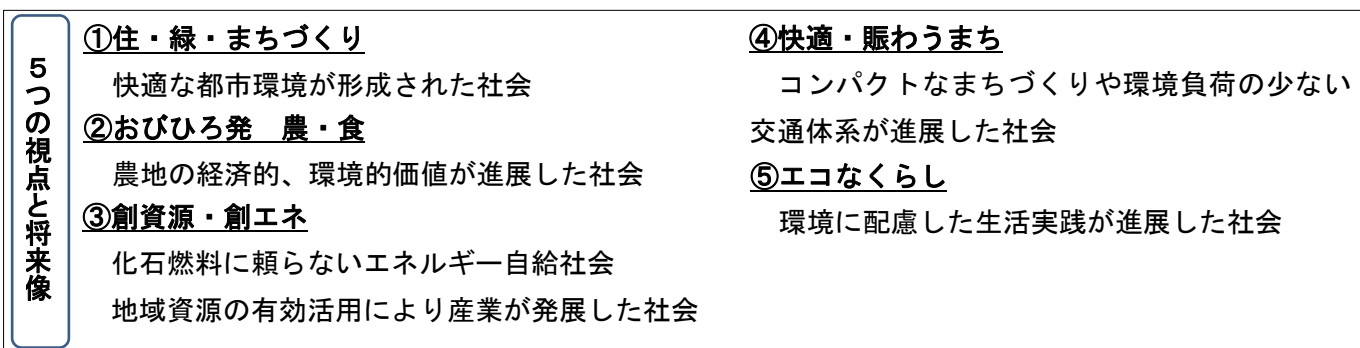 5つの視点と将来像
①住・緑・まちづくり
快適な都市環境が形成された社会
②おびひろ発　農・食
農地の経済的、環境的価値が進展した社会
③創資源・創エネ
化石燃料に頼らないエネルギー自給社会
地域資源の有効活用により産業が発展した社会
④快適・賑わうまち
コンパクトなまちづくりや環境負荷の少ない
交通体系が進展した社会
⑤エコなくらし
環境に配慮した生活実践が進展した社会